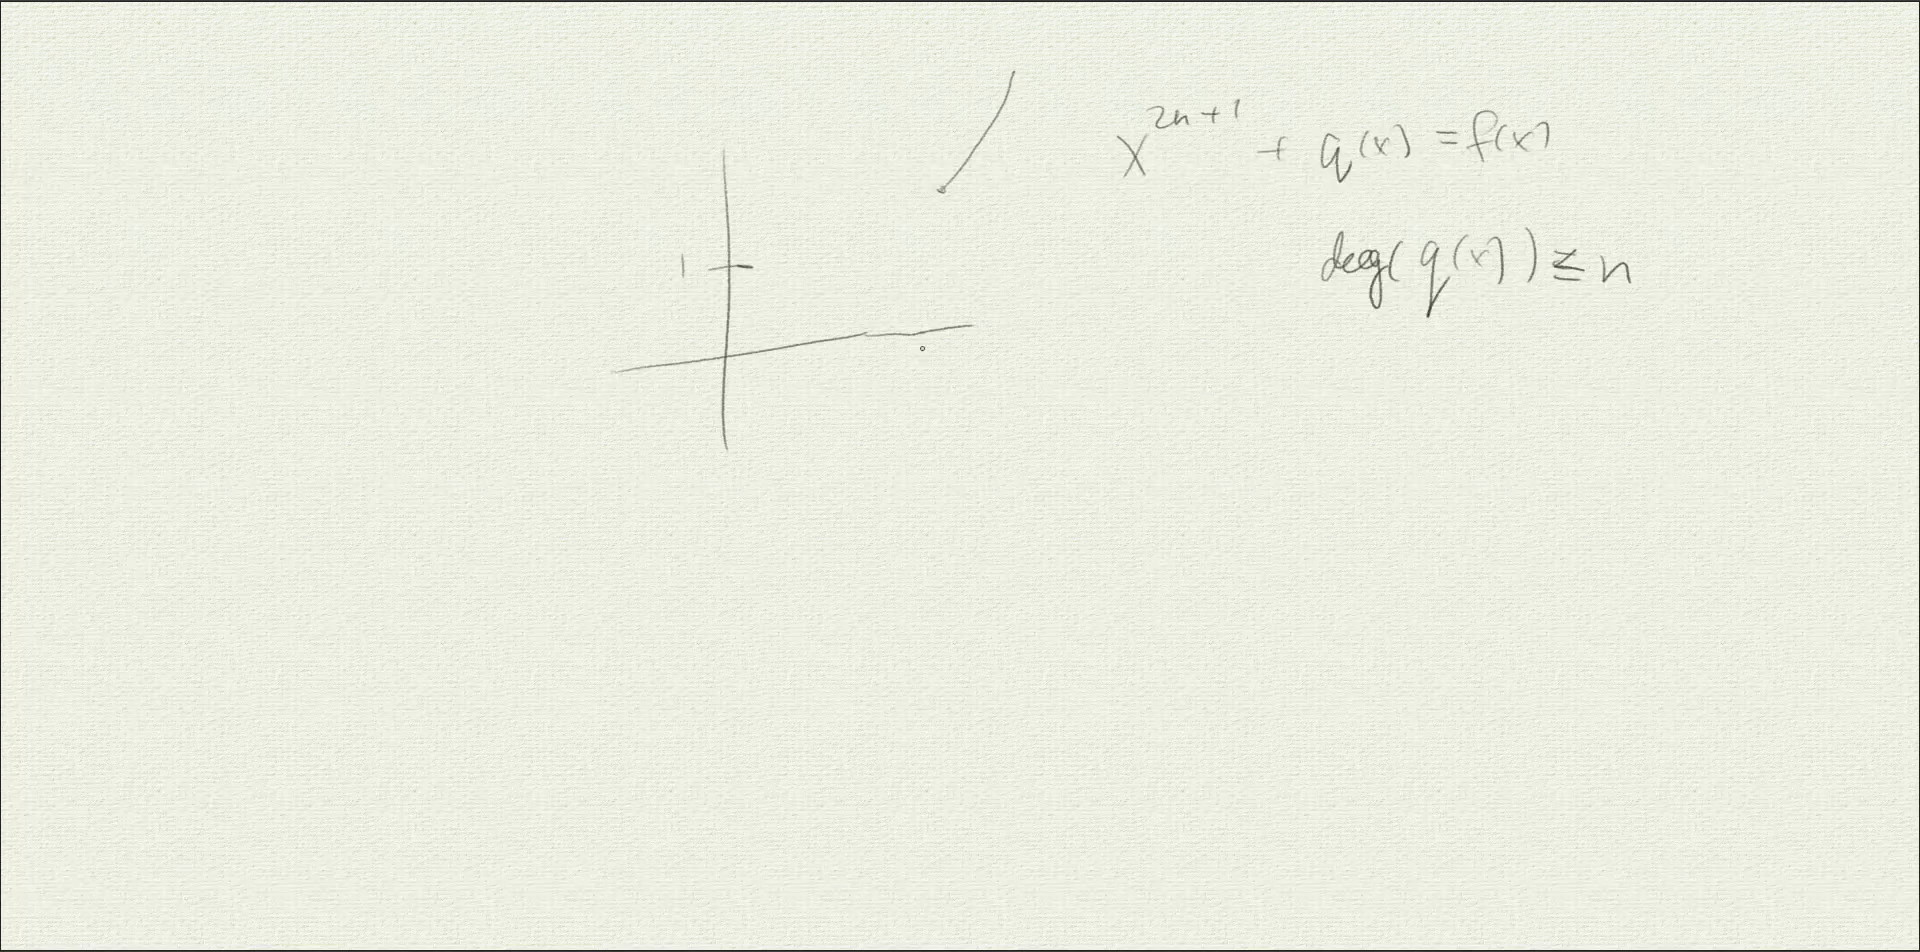 x^{2n+1} + q(x) = f(x)
1
deg(q(x)) ≤ n